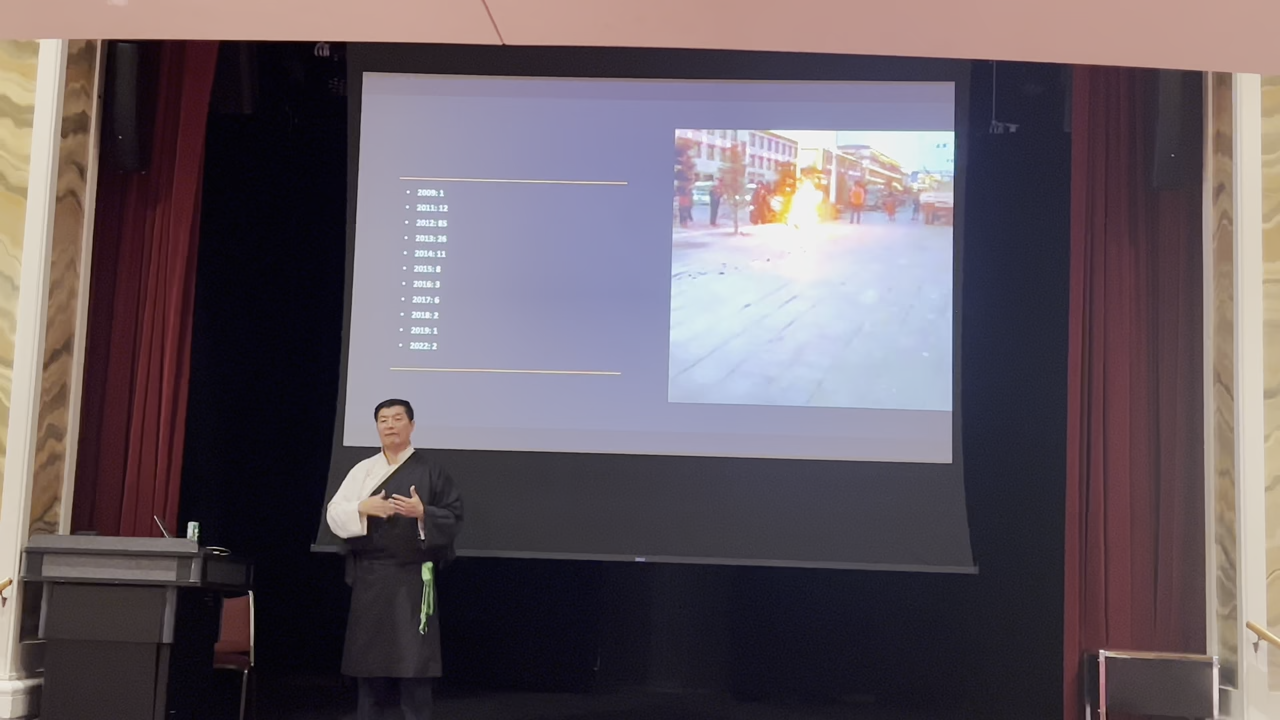 • 2009: 1
• 2011: 12
• 2012: 85
• 2013: 26
• 2014: 11
• 2015: 8
• 2016: 3
• 2017: 6
• 2018: 2
• 2019: 1
• 2022: 2